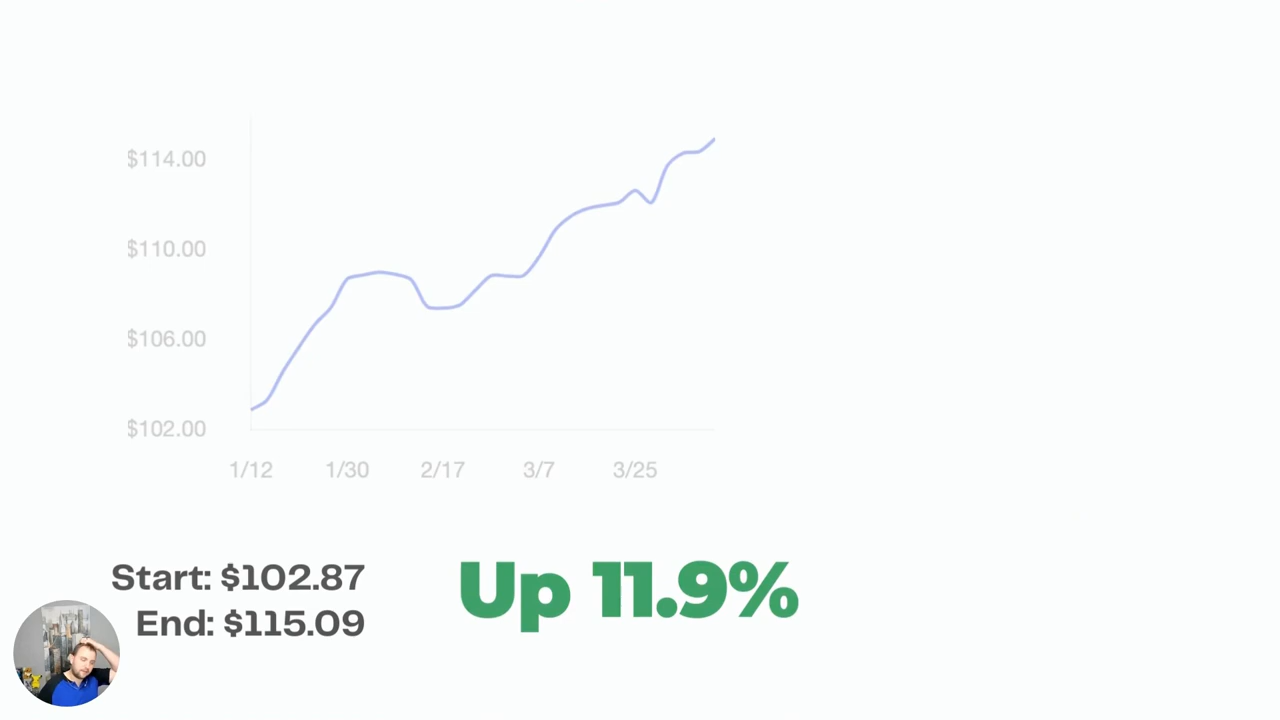 $114.00
$110.00
$106.00
$102.00
1/12 1/30 2/17 3/7 3/25
Start: $102.87
End: $115.09
Up 11.9%